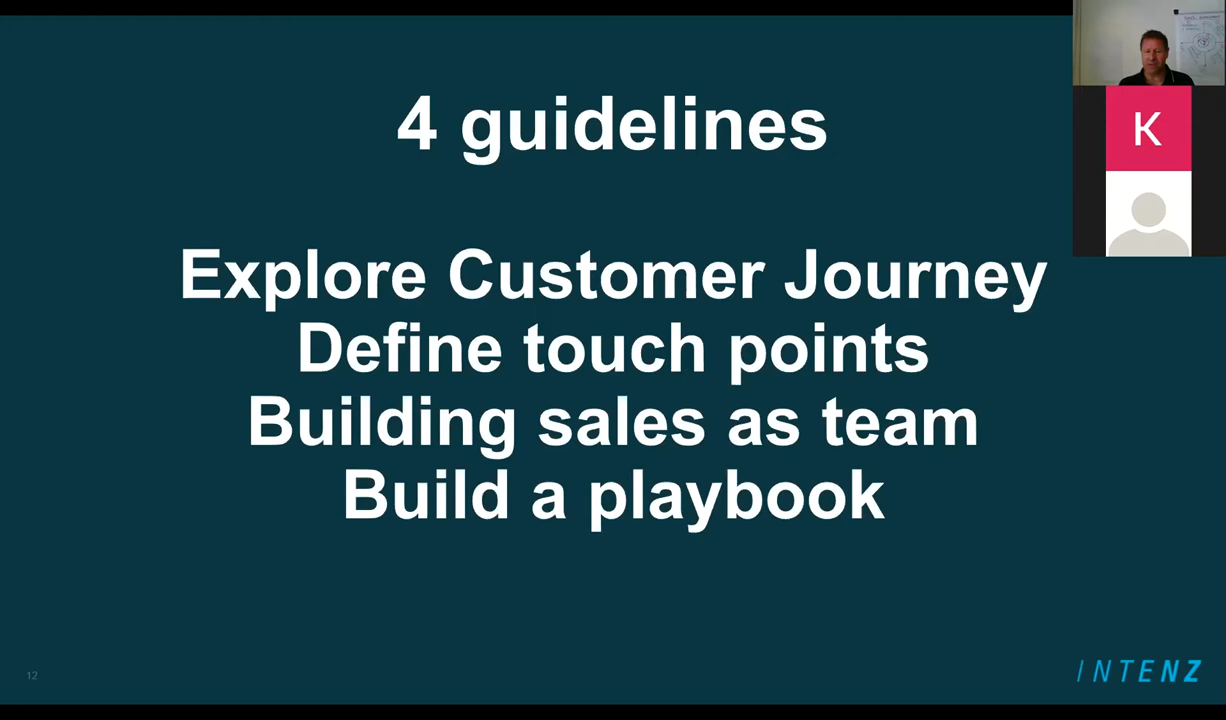 4 guidelines
Explore Customer Journey
Define touch points
Building sales as team
Build a playbook
K
12
INTENZ